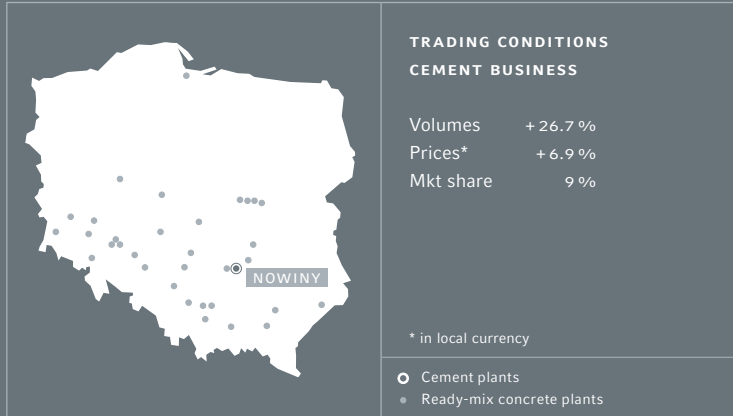 NOWINY
TRADING CONDITIONS
CEMENT BUSINESS
Volumes +26.7 %
Prices* +6.9 %
Mkt share 9 %
* in local currency
Cement plants
Ready-mix concrete plants